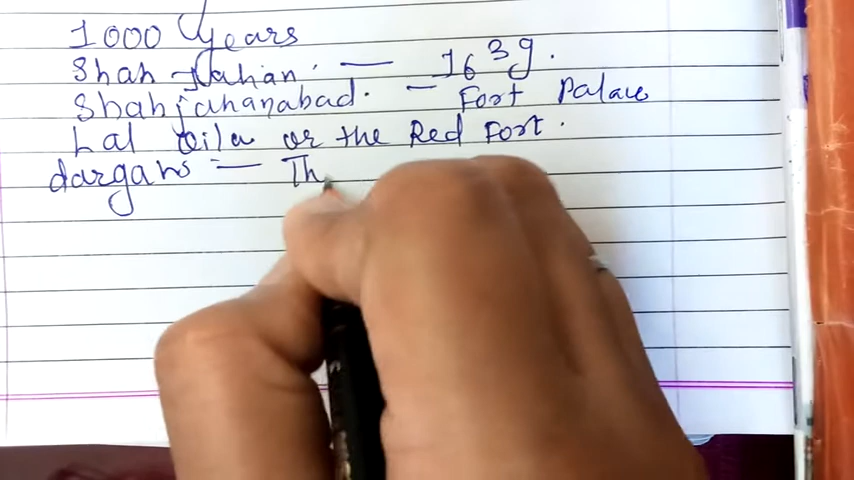 1000 years
Shah Jahan. — 1639.
Shahjahanabad. — Fort Palace
Lal Qila or the Red Fort.
dargahs — Th